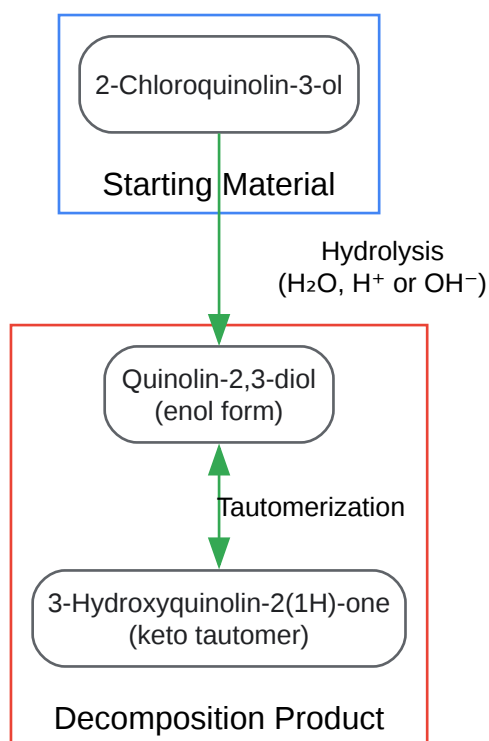 2-Chloroquinolin-3-ol
Starting Material
Hydrolysis
(H₂O, H⁺ or OH⁻)
Quinolin-2,3-diol
(enol form)
Tautomerization
3-Hydroxyquinolin-2(1H)-one
(keto tautomer)
Decomposition Product